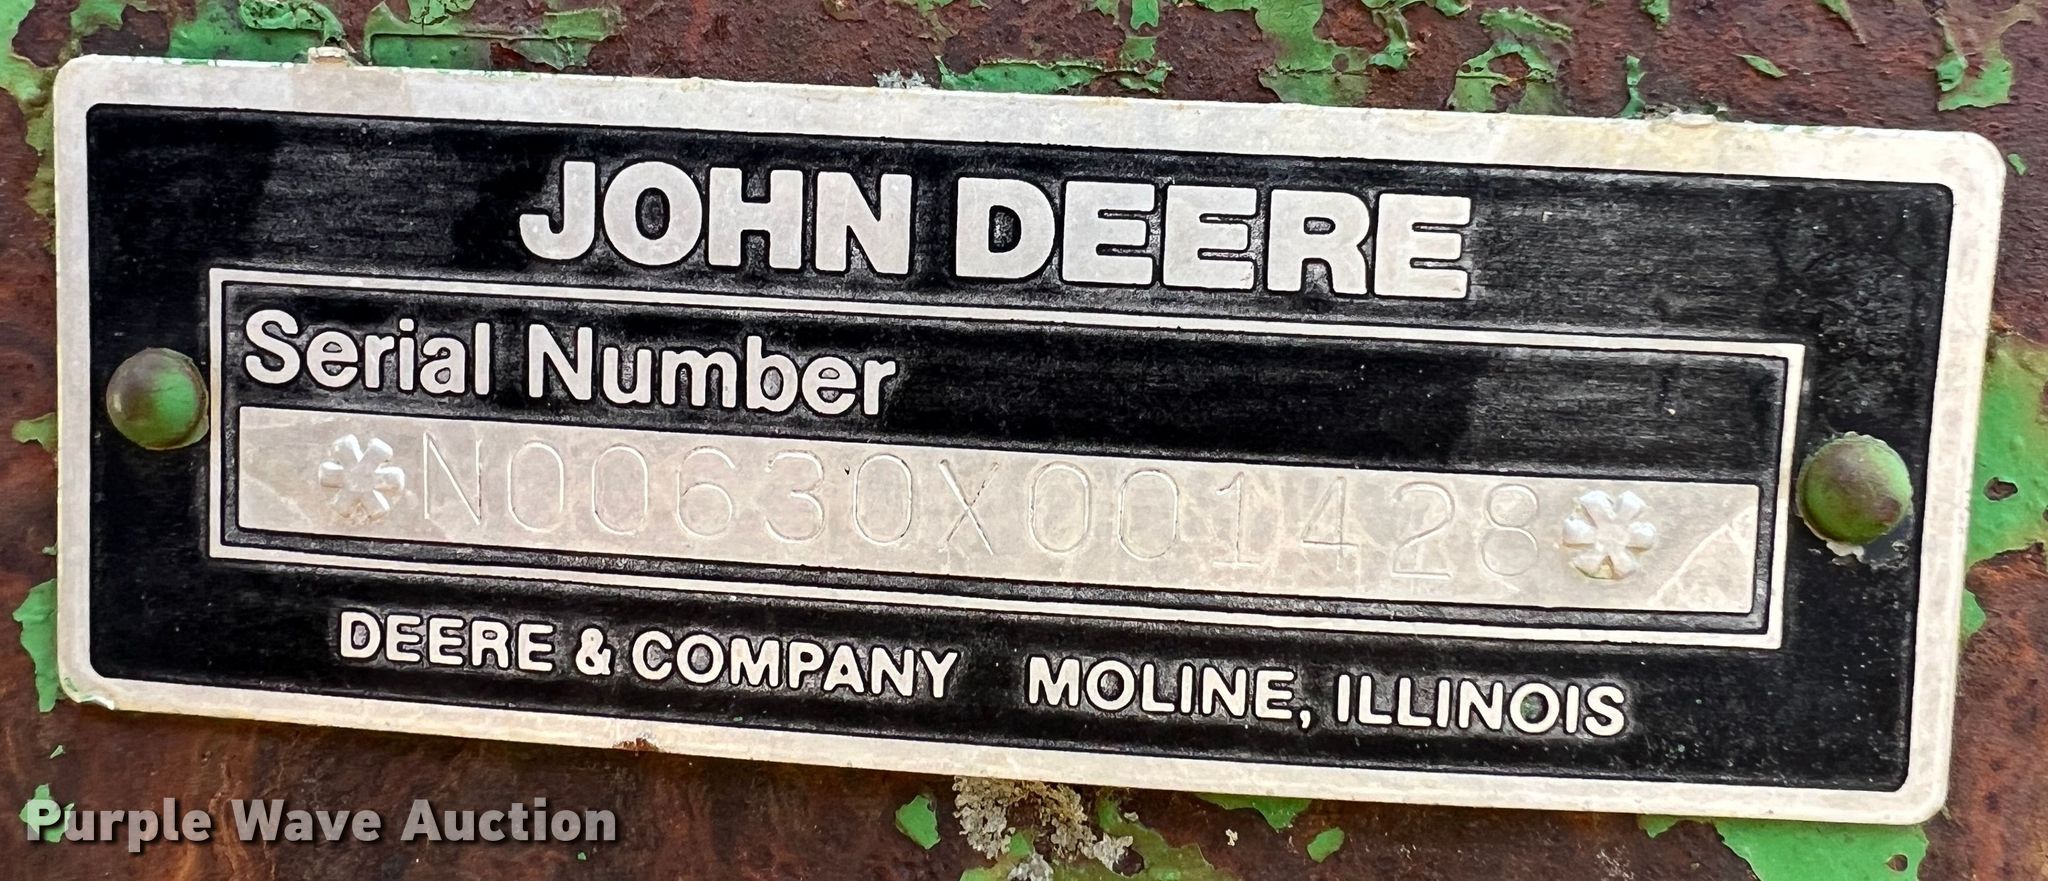 JOHN DEERE
Serial Number
*N00630X001428*
DEERE & COMPANY MOLINE, ILLINOIS
Purple Wave Auction